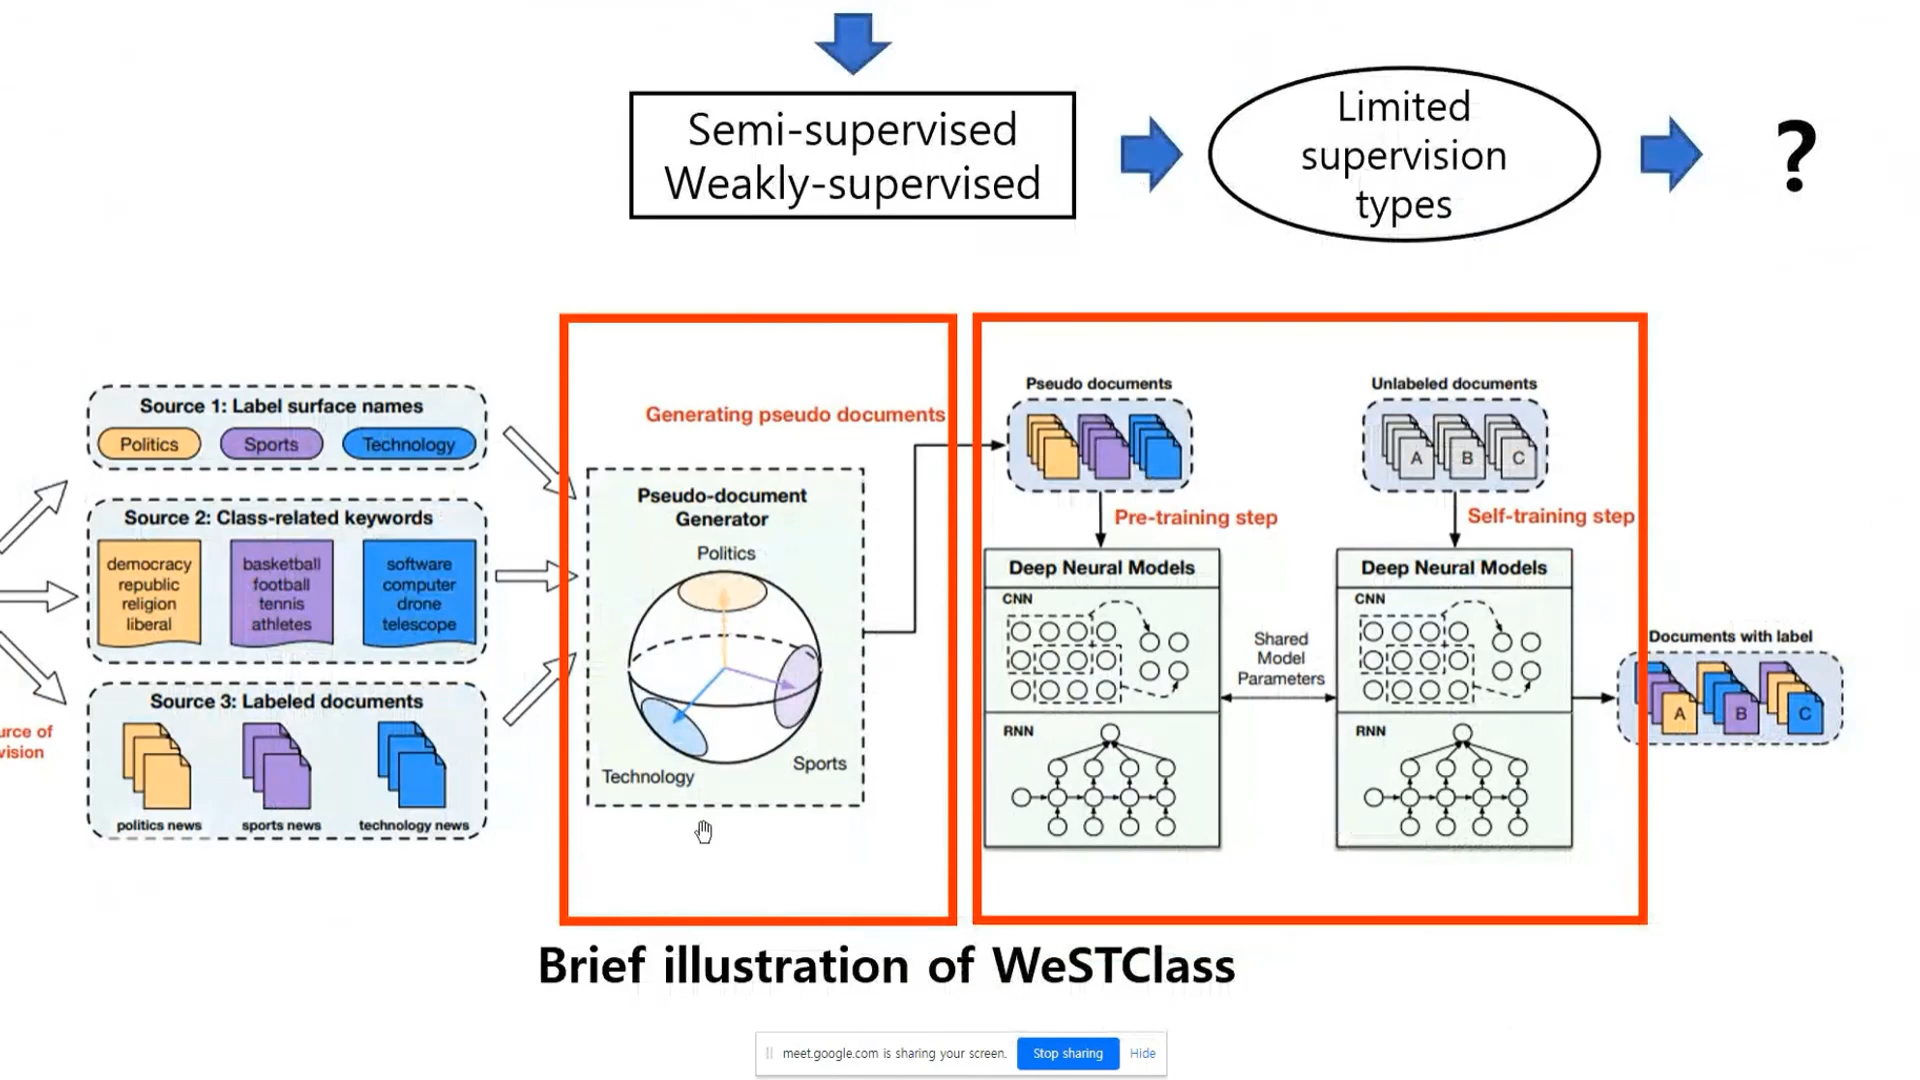 Semi-supervised
Weakly-supervised
Limited
supervision
types
?
Source 1: Label surface names
Politics
Sports
Technology
Source 2: Class-related keywords
democracy
republic
religion
liberal
basketball
football
tennis
athletes
software
computer
drone
telescope
Source 3: Labeled documents
politics news
sports news
technology news
urce of
vision
Generating pseudo documents
Pseudo-document
Generator
Politics
Technology
Sports
Pseudo documents
Pre-training step
Deep Neural Models
CNN
RNN
Shared
Model
Parameters
Unlabeled documents
A
B
C
Self-training step
Deep Neural Models
CNN
RNN
Documents with label
A
B
C
Brief illustration of WeSTClass
meet.google.com is sharing your screen.
Stop sharing
Hide